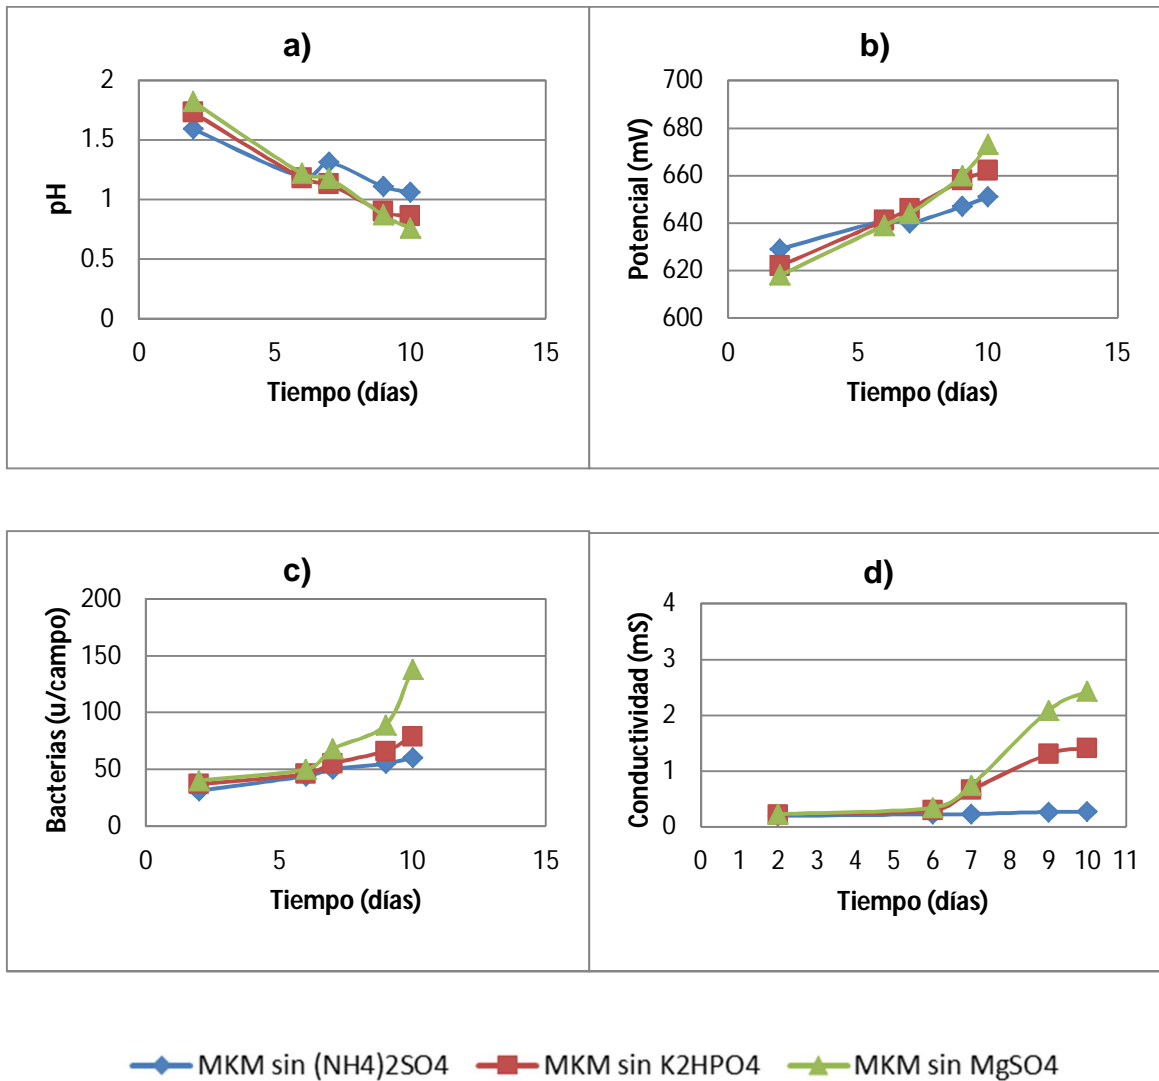 a)
2
1.5
1
0.5
0
0 5 10 15
pH
Tiempo (días)
b)
700
680
660
640
620
600
0 5 10 15
Potencial (mV)
Tiempo (días)
c)
200
150
100
50
0
0 5 10 15
Bacterias (u/campo)
Tiempo (días)
d)
4
3
2
1
0
0 1 2 3 4 5 6 7 8 9 10 11
Conductividad (mS)
Tiempo (días)
MKM sin (NH4)2SO4 MKM sin K2HPO4 MKM sin MgSO4